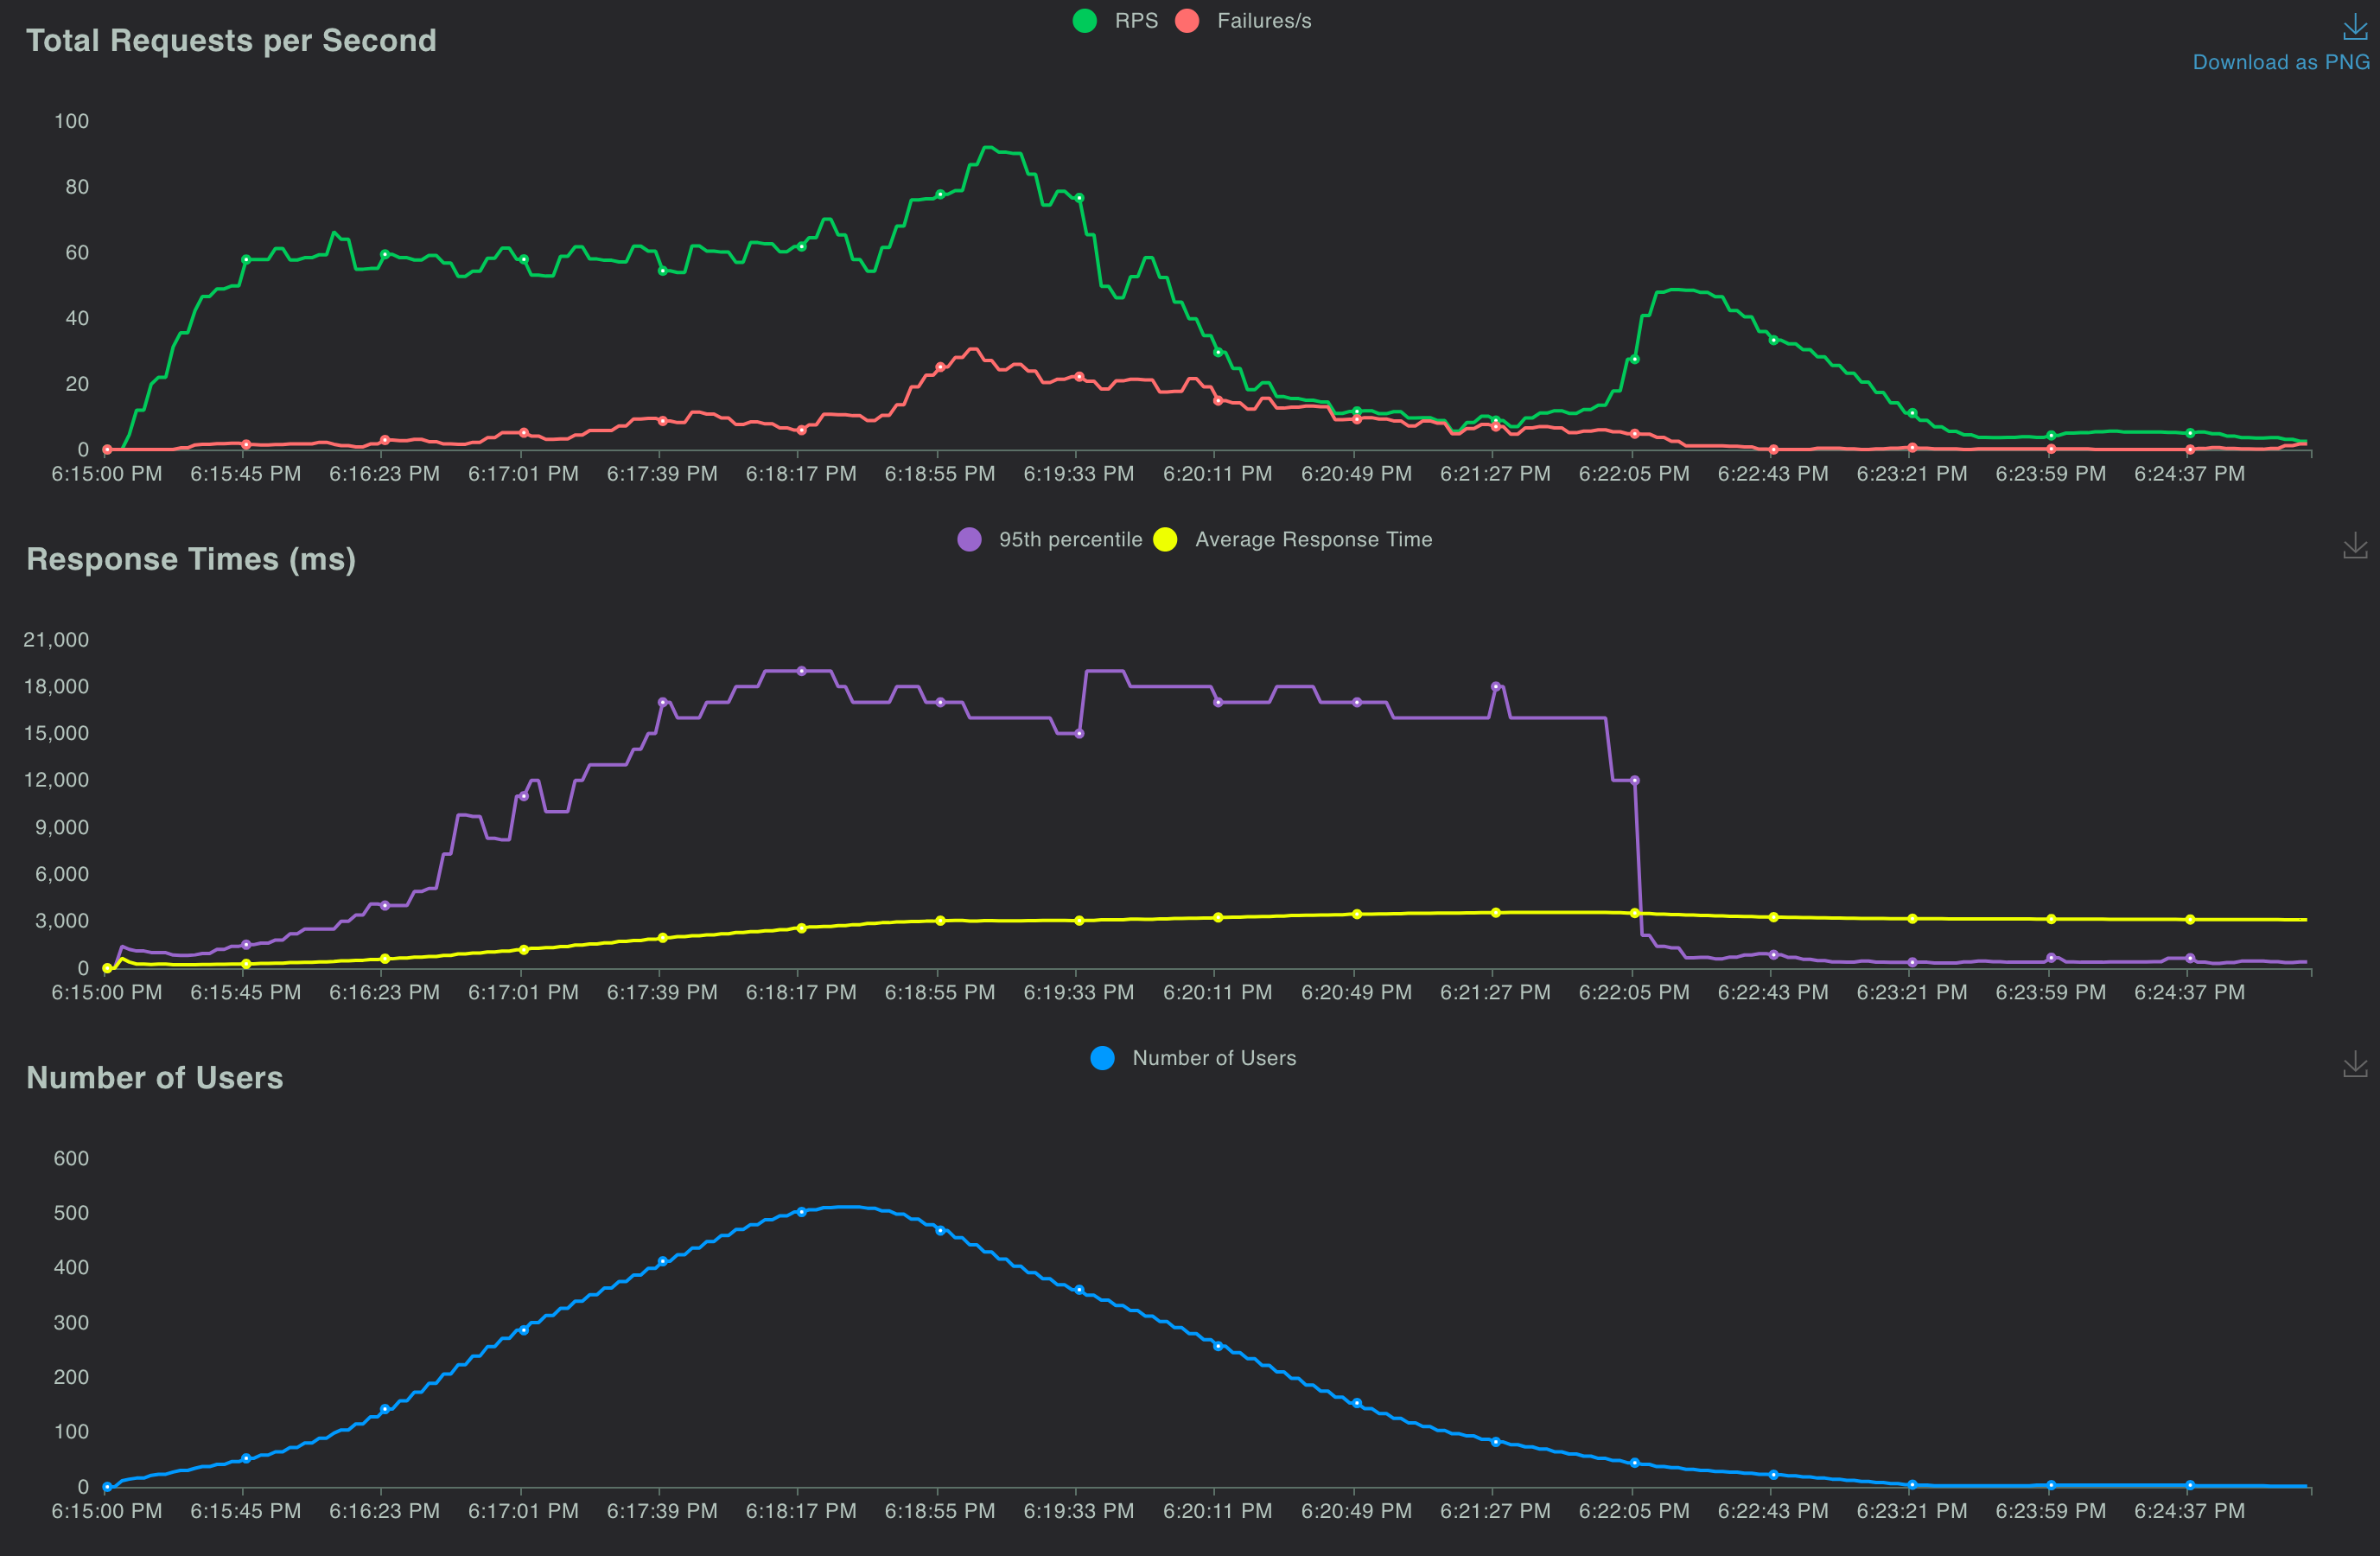 RPS Failures/s
Total Requests per Second
Download as PNG
100
80
60
40
20
0
6:15:00 PM 6:15:45 PM 6:16:23 PM 6:17:01 PM 6:17:39 PM 6:18:17 PM 6:18:55 PM 6:19:33 PM 6:20:11 PM 6:20:49 PM 6:21:27 PM 6:22:05 PM 6:22:43 PM 6:23:21 PM 6:23:59 PM 6:24:37 PM
95th percentile Average Response Time
Response Times (ms)
21,000
18,000
15,000
12,000
9,000
6,000
3,000
0
6:15:00 PM 6:15:45 PM 6:16:23 PM 6:17:01 PM 6:17:39 PM 6:18:17 PM 6:18:55 PM 6:19:33 PM 6:20:11 PM 6:20:49 PM 6:21:27 PM 6:22:05 PM 6:22:43 PM 6:23:21 PM 6:23:59 PM 6:24:37 PM
Number of Users
Number of Users
600
500
400
300
200
100
0
6:15:00 PM 6:15:45 PM 6:16:23 PM 6:17:01 PM 6:17:39 PM 6:18:17 PM 6:18:55 PM 6:19:33 PM 6:20:11 PM 6:20:49 PM 6:21:27 PM 6:22:05 PM 6:22:43 PM 6:23:21 PM 6:23:59 PM 6:24:37 PM